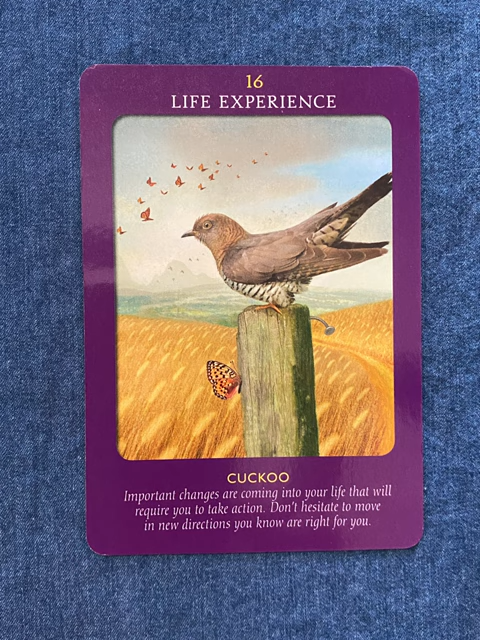 16
LIFE EXPERIENCE
CUCKOO
Important changes are coming into your life that will
require you to take action. Don't hesitate to move
in new directions you know are right for you.